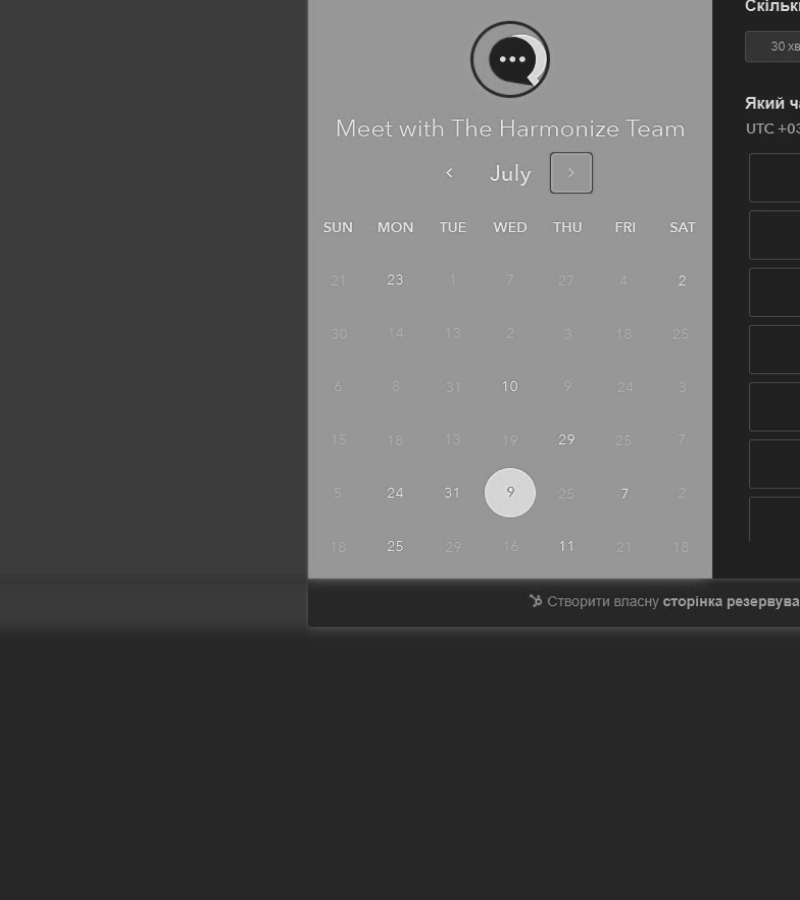 Meet with The Harmonize Team
July
SUN MON TUE WED THU FRI SAT
21 23 1 7 27 4 2
30 14 13 2 3 18 25
6 8 31 10 9 24 3
15 18 13 19 29 25 7
5 24 31 9 25 7 2
18 25 29 16 11 21 18
Скільки
30 хв
Який ча
UTC +03
Створити власну сторінка резервува